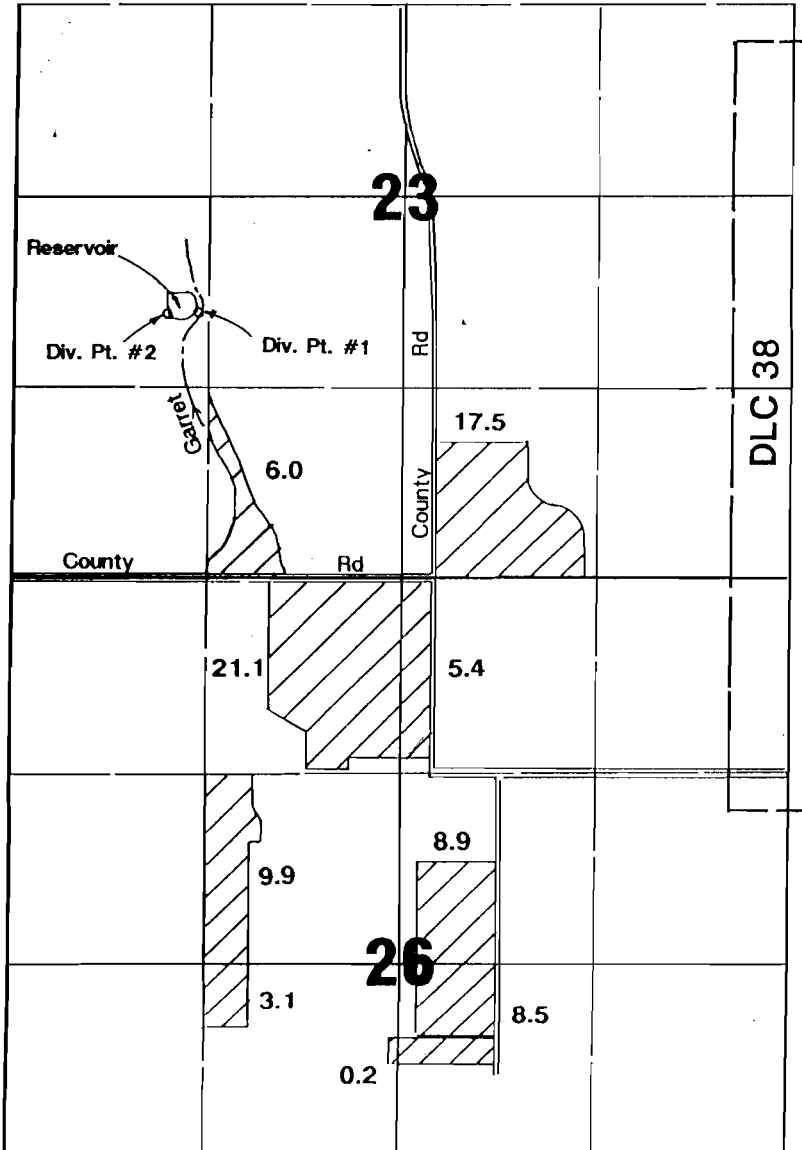 23
Reservoir
Div. Pt. #2
Div. Pt. #1
Rd
DLC 38
Garret
17.5
6.0
County
County
Rd
21.1
5.4
8.9
9.9
26
3.1
8.5
0.2